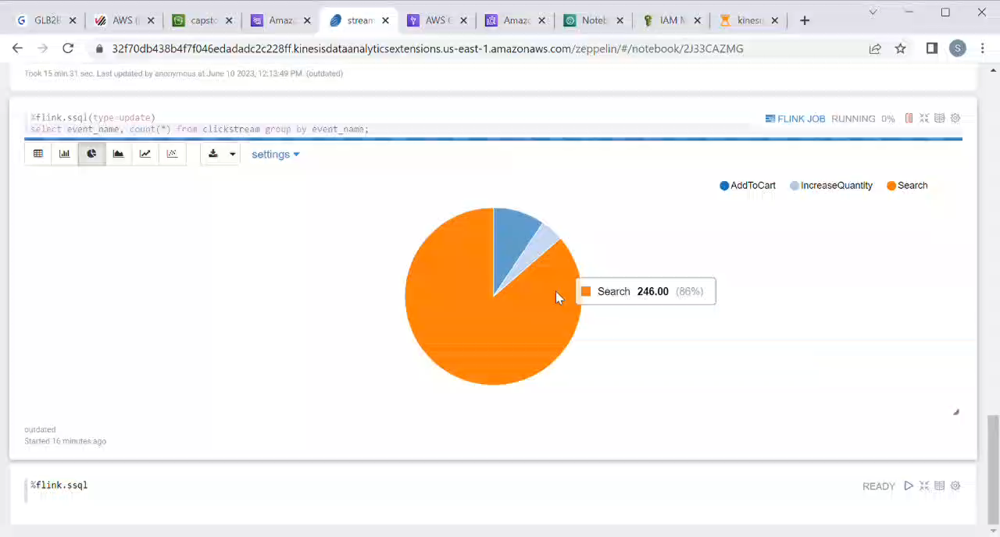 GLB2E
AWS (
capsto
Amaz
stream
AWS G
Amazo
Noteb
IAM M
kinesi
32f70db438b4f7f046edadadc2c228ff.kinesisdataanalyticsextensions.us-east-1.amazonaws.com/zeppelin/#/notebook/2J33CAZMG
S
Took 15 min 31 sec. Last updated by anonymous at June 10 2023, 12:13:49 PM. (outdated)
%flink.ssql(type=update)
FLINK JOB RUNNING 0%
select event_name, count(*) from clickstream group by event_name;
settings
AddToCart IncreaseQuantity Search
Search 246.00 (86%)
outdated
Started 16 minutes ago
%flink.ssql
READY